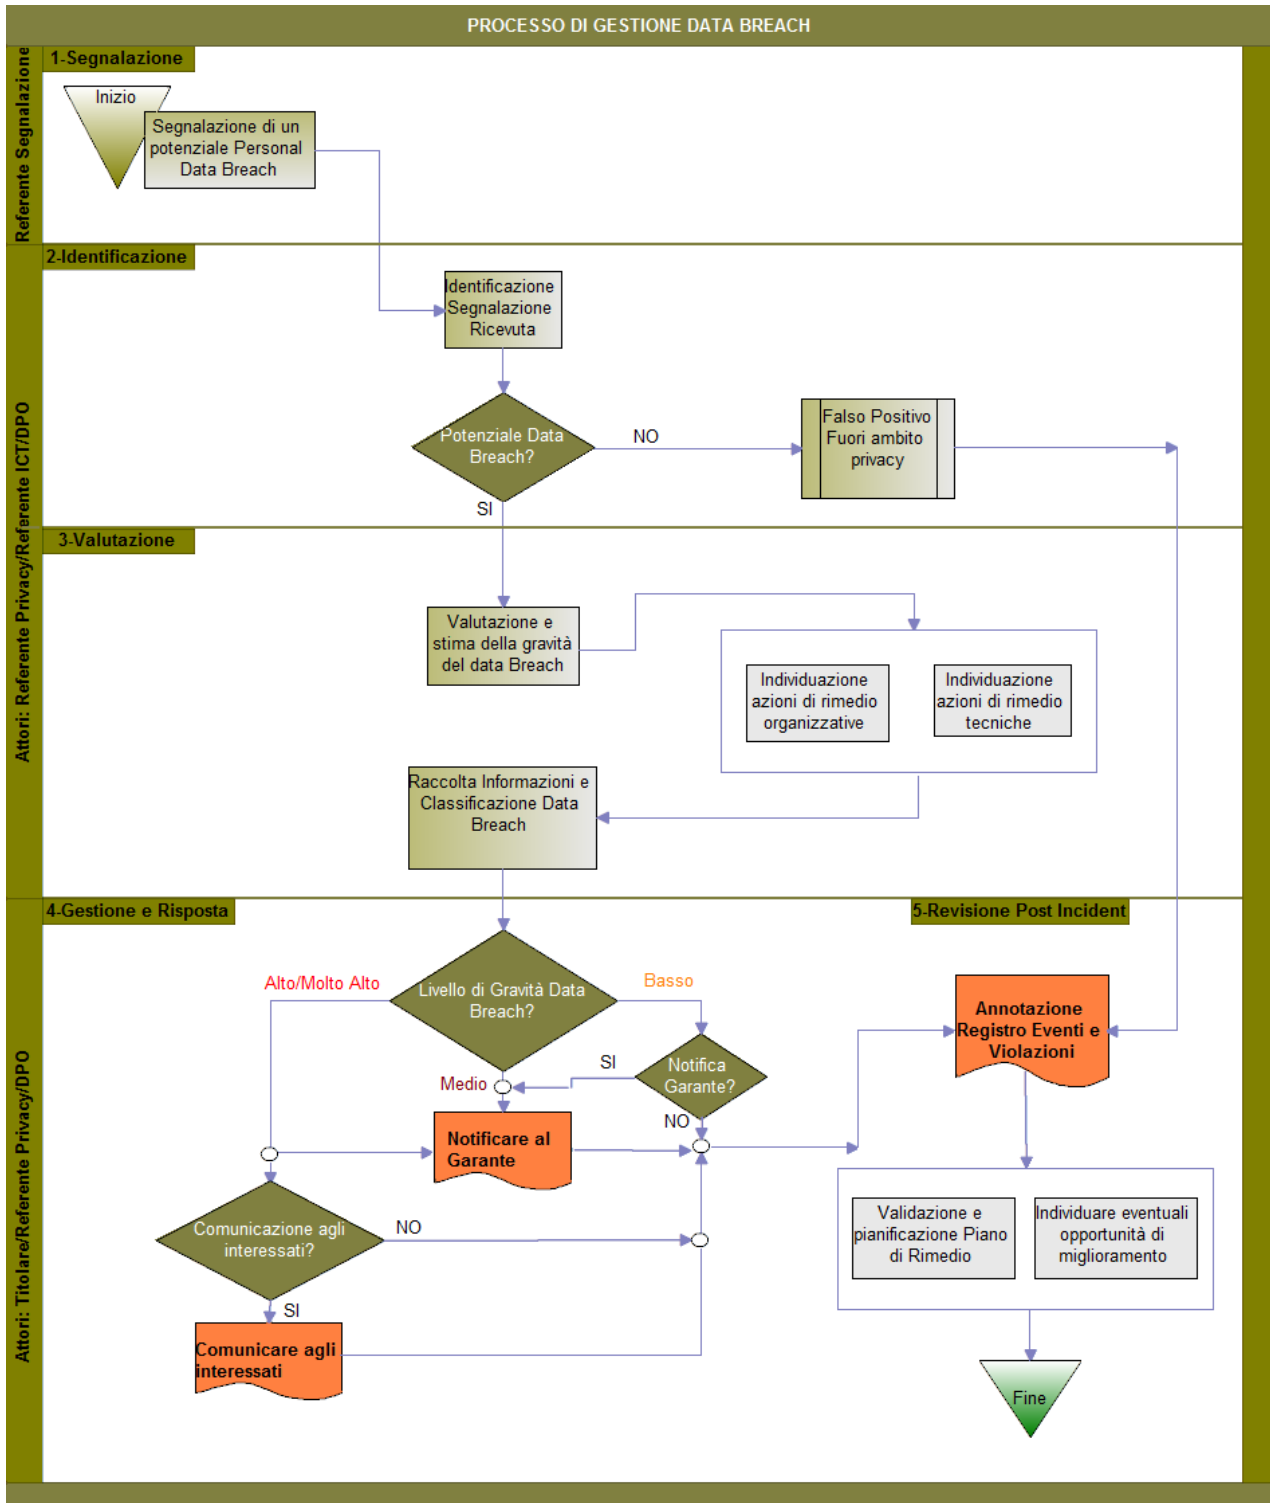 PROCESSO DI GESTIONE DATA BREACH
Referente Segnalazione
1-Segnalazione
Inizio
Segnalazione di un
potenziale Personal
Data Breach
Attori: Referente Privacy/Referente ICT/DPO
2-Identificazione
Identificazione
Segnalazione
Ricevuta
Potenziale Data
Breach?
NO
SI
Falso Positivo
Fuori ambito
privacy
3-Valutazione
Valutazione e
stima della gravità
del data Breach
Individuazione
azioni di rimedio
organizzative
Individuazione
azioni di rimedio
tecniche
Raccolta Informazioni e
Classificazione Data
Breach
Attori: Titolare/Referente Privacy/DPO
4-Gestione e Risposta
5-Revisione Post Incident
Alto/Molto Alto
Livello di Gravità Data
Breach?
Basso
Medio
SI
Notifica
Garante?
NO
Notificare al
Garante
Comunicazione agli
interessati?
NO
SI
Comunicare agli
interessati
Annotazione
Registro Eventi e
Violazioni
Validazione e
pianificazione Piano
di Rimedio
Individuare eventuali
opportunità di
miglioramento
Fine